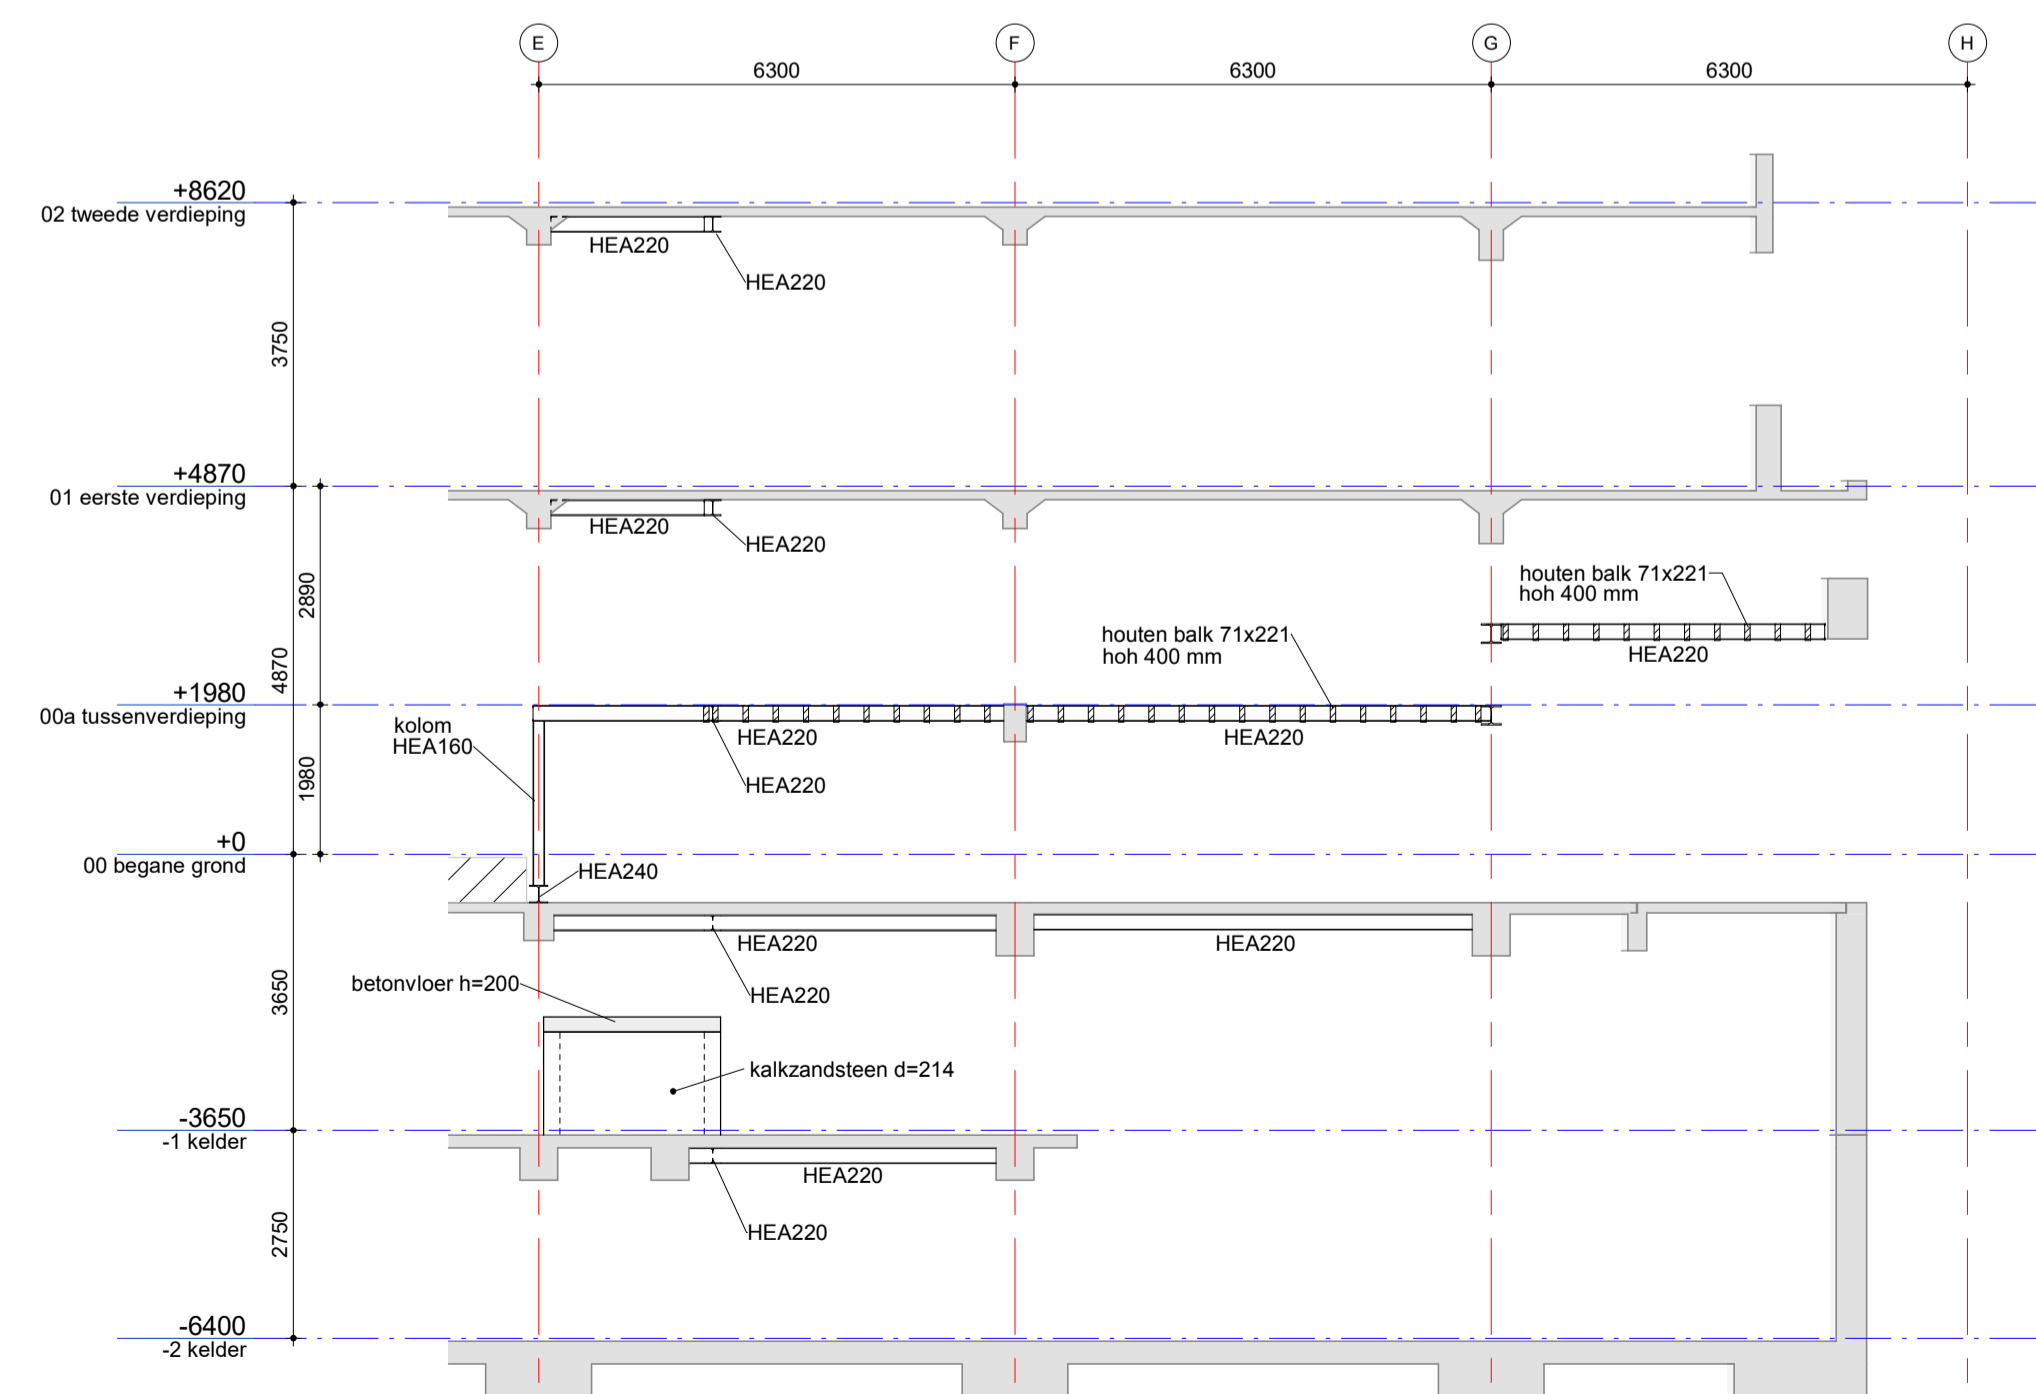 E
F
G
H
6300
6300
6300
+8620
02 tweede verdieping
HEA220
HEA220
3750
+4870
01 eerste verdieping
HEA220
HEA220
2890
4870
houten balk 71x221
hoh 400 mm
HEA220
houten balk 71x221
hoh 400 mm
+1980
00a tussenverdieping
kolom
HEA160
HEA220
HEA220
HEA220
1980
+0
00 begane grond
HEA240
HEA220
HEA220
HEA220
3650
betonvloer h=200
kalkzandsteen d=214
-3650
-1 kelder
HEA220
HEA220
2750
-6400
-2 kelder